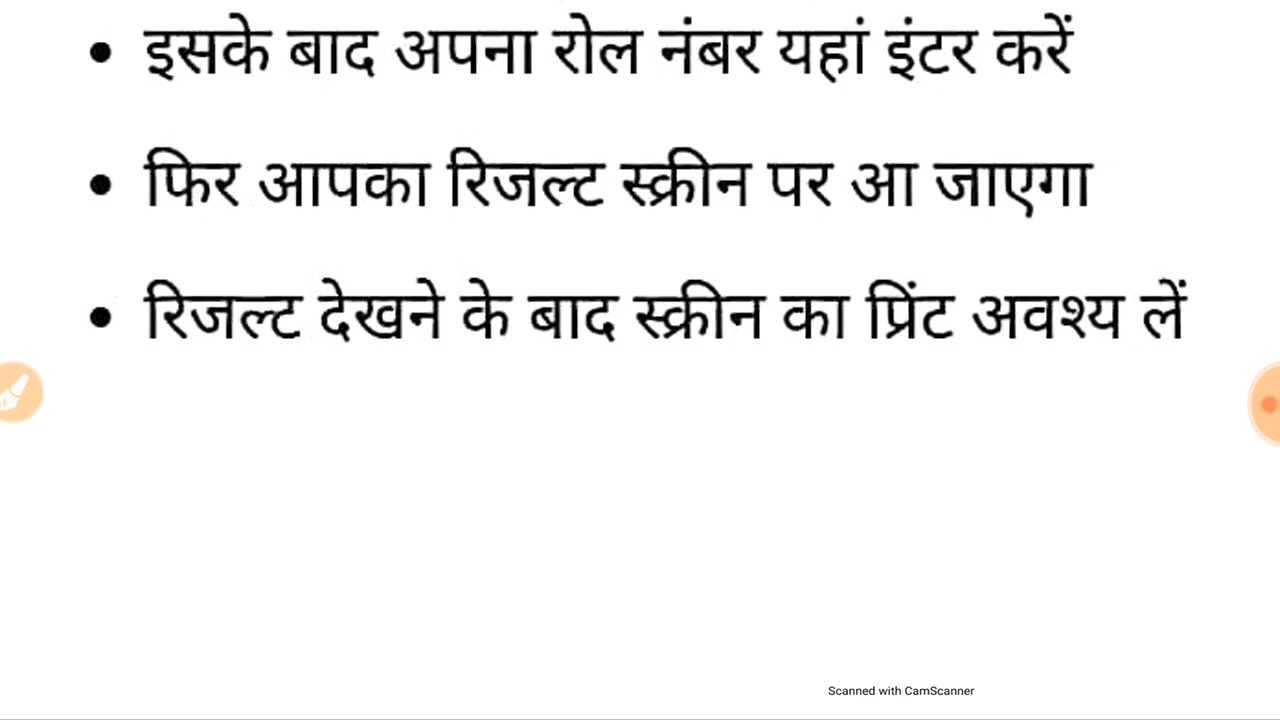 • इसके बाद अपना रोल नंबर यहां इंटर करें
• फिर आपका रिजल्ट स्क्रीन पर आ जाएगा
• रिजल्ट देखने के बाद स्क्रीन का प्रिंट अवश्य लें
Scanned with CamScanner